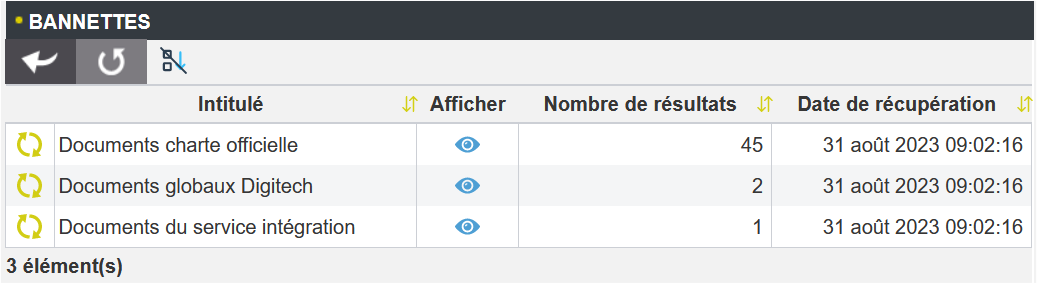 BANNETTES
Intitulé Afficher Nombre de résultats Date de récupération
Documents charte officielle 45 31 août 2023 09:02:16
Documents globaux Digitech 2 31 août 2023 09:02:16
Documents du service intégration 1 31 août 2023 09:02:16
3 élément(s)